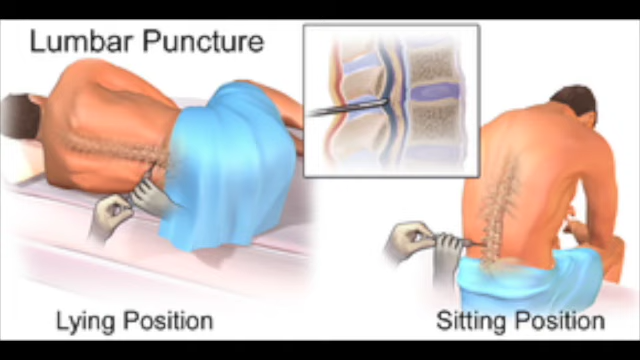 Lumbar Puncture
Lying Position
Sitting Position